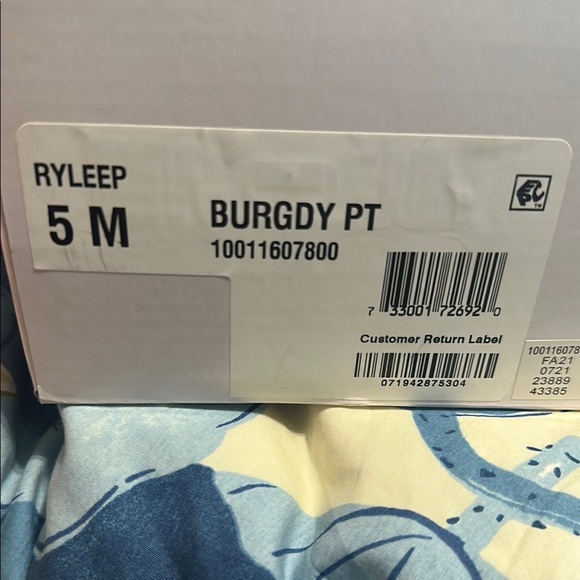 RYLEEP
5 M
BURGDY PT
10011607800
7 33001 72692 0
Customer Return Label
071942875304
100116078
FA21
0721
23889
43385